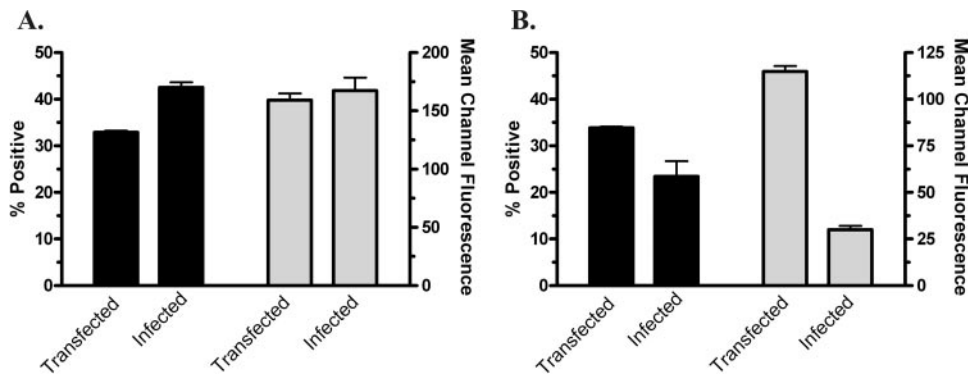 A.
% Positive
50
40
30
20
10
0
Transfected
Infected
Transfected
Infected
200
150
100
50
0
Mean Channel Fluorescence
B.
% Positive
50
40
30
20
10
0
Transfected
Infected
Transfected
Infected
125
100
75
50
25
0
Mean Channel Fluorescence